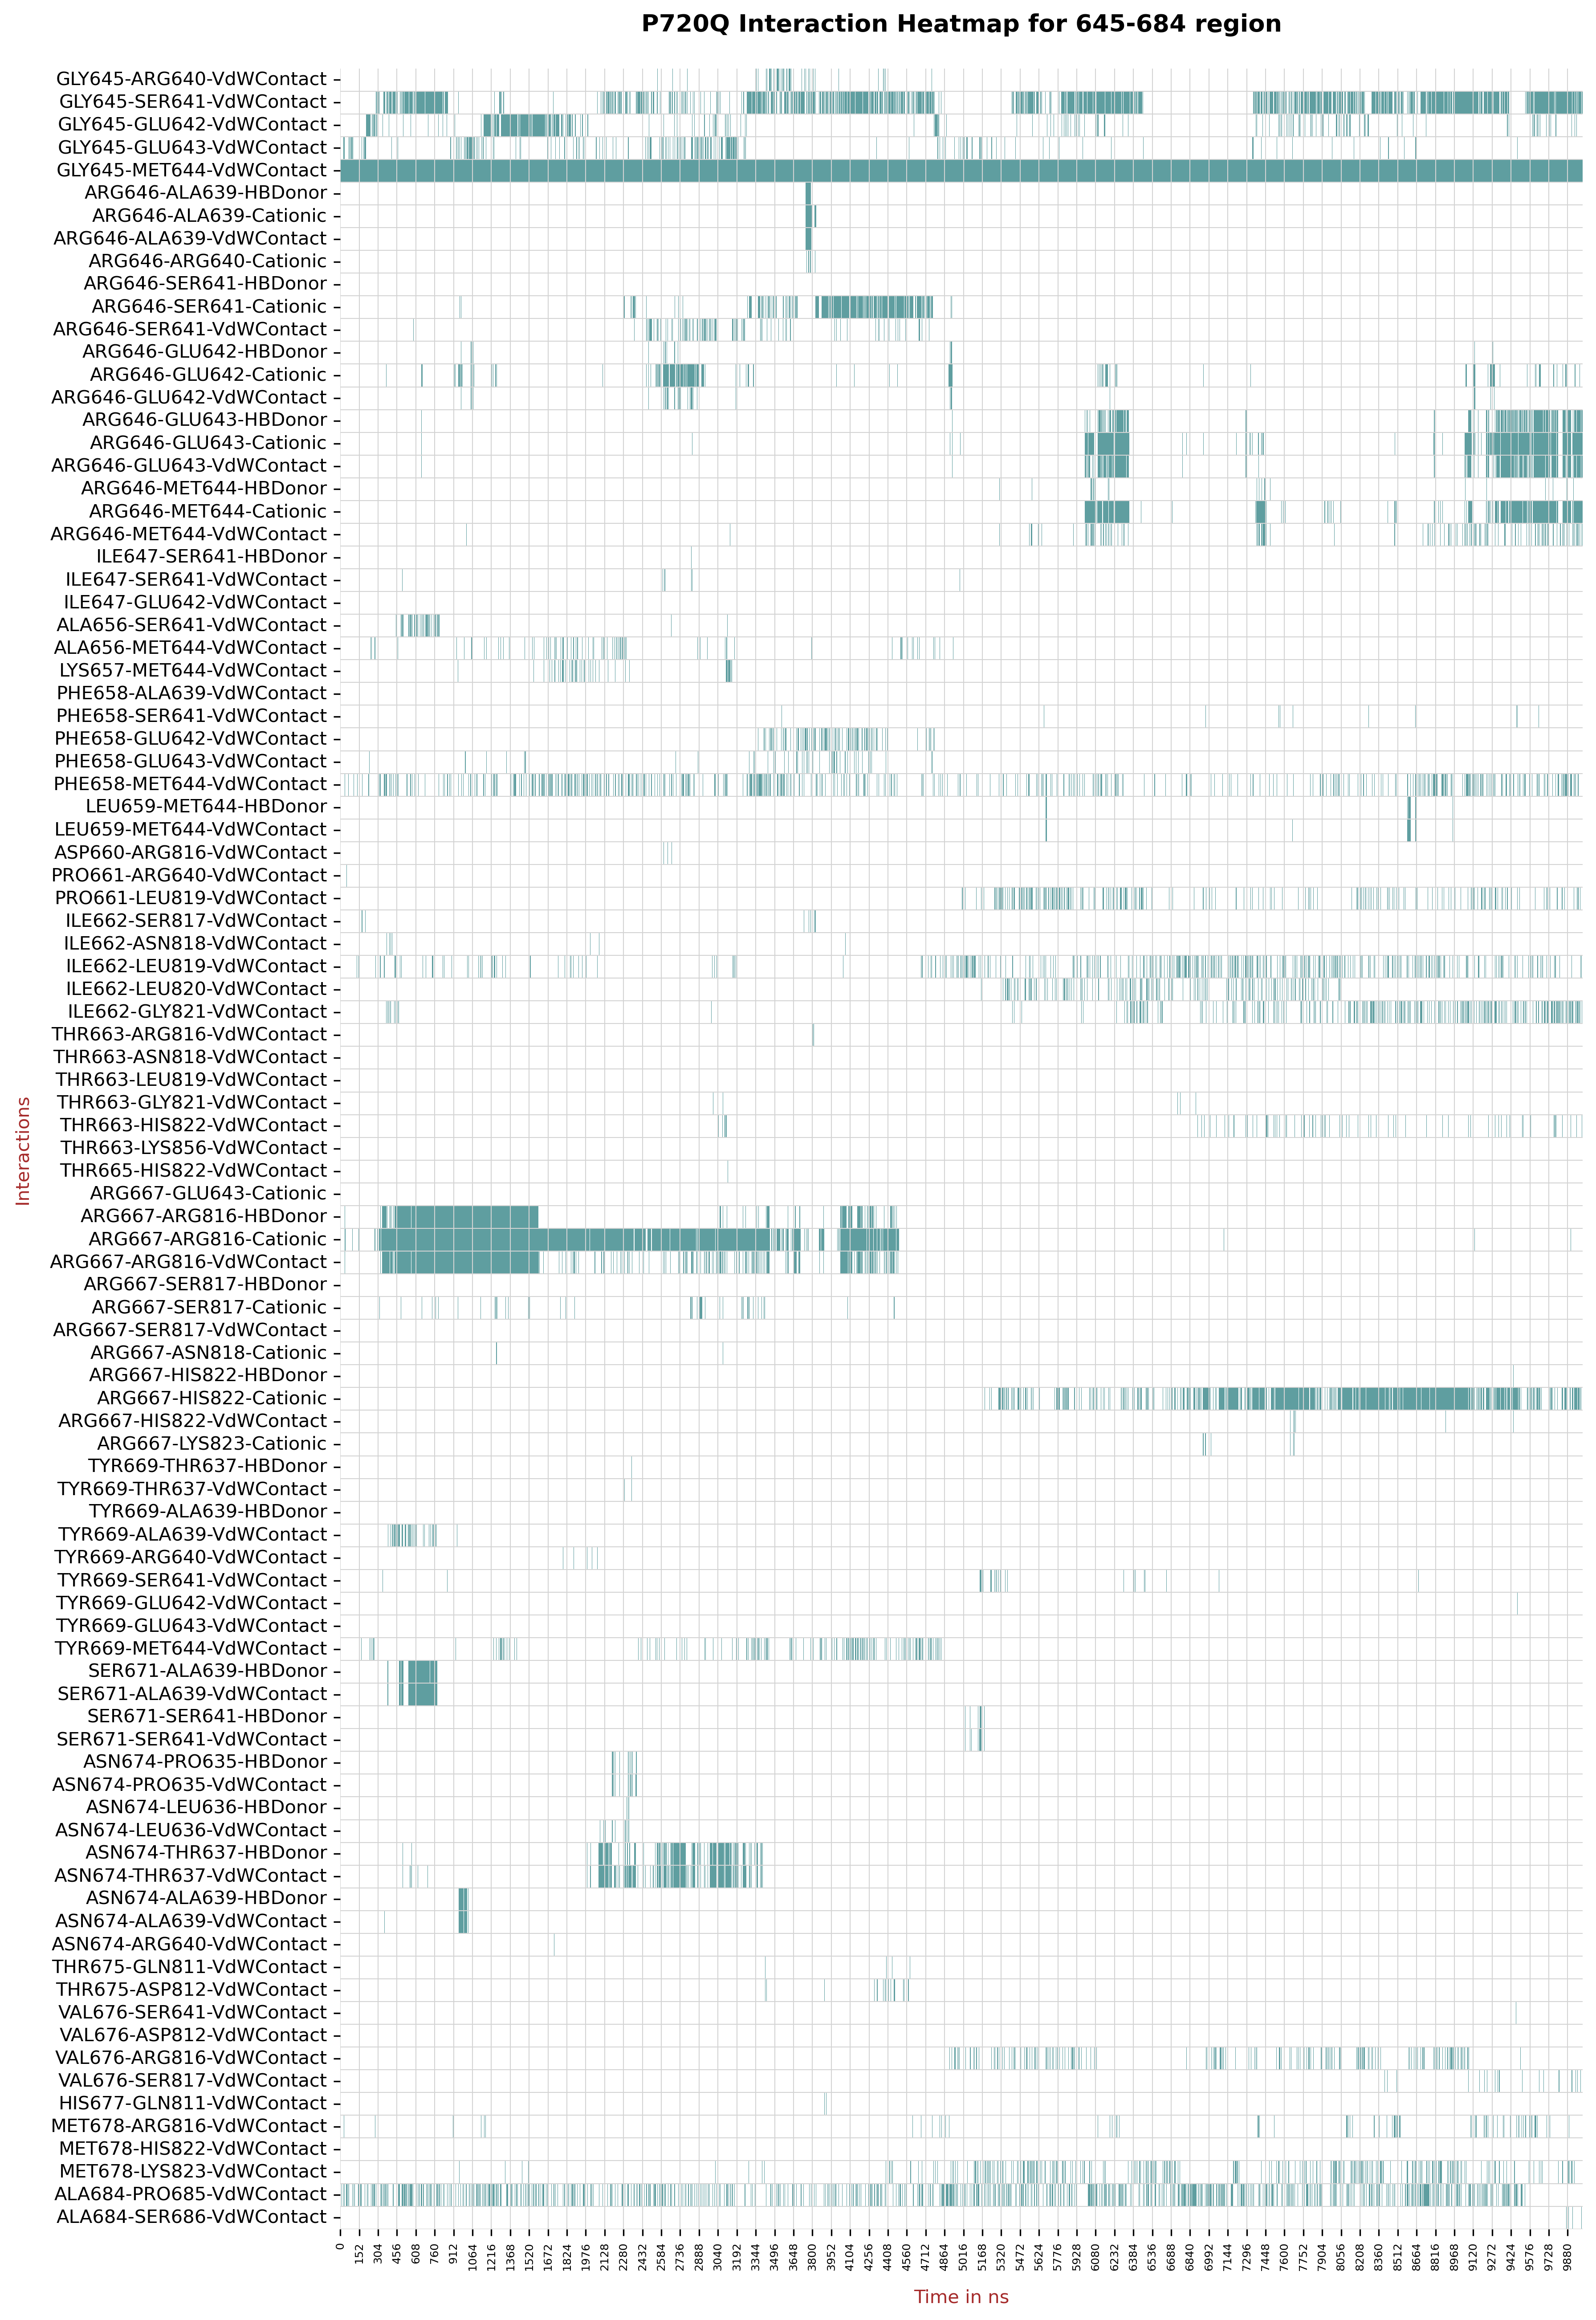 P720Q Interaction Heatmap for 645-684 region
GLY645-ARG640-VdWContact
GLY645-SER641-VdWContact
GLY645-GLU642-VdWContact
GLY645-GLU643-VdWContact
GLY645-MET644-VdWContact
ARG646-ALA639-HBDonor
ARG646-ALA639-Cationic
ARG646-ALA639-VdWContact
ARG646-ARG640-Cationic
ARG646-SER641-HBDonor
ARG646-SER641-Cationic
ARG646-SER641-VdWContact
ARG646-GLU642-HBDonor
ARG646-GLU642-Cationic
ARG646-GLU642-VdWContact
ARG646-GLU643-HBDonor
ARG646-GLU643-Cationic
ARG646-GLU643-VdWContact
ARG646-MET644-HBDonor
ARG646-MET644-Cationic
ARG646-MET644-VdWContact
ILE647-SER641-HBDonor
ILE647-SER641-VdWContact
ILE647-GLU642-VdWContact
ALA656-SER641-VdWContact
ALA656-MET644-VdWContact
LYS657-MET644-VdWContact
PHE658-ALA639-VdWContact
PHE658-SER641-VdWContact
PHE658-GLU642-VdWContact
PHE658-GLU643-VdWContact
PHE658-MET644-VdWContact
LEU659-MET644-HBDonor
LEU659-MET644-VdWContact
ASP660-ARG816-VdWContact
PRO661-ARG640-VdWContact
PRO661-LEU819-VdWContact
ILE662-SER817-VdWContact
ILE662-ASN818-VdWContact
ILE662-LEU819-VdWContact
ILE662-LEU820-VdWContact
ILE662-GLY821-VdWContact
THR663-ARG816-VdWContact
THR663-ASN818-VdWContact
THR663-LEU819-VdWContact
THR663-GLY821-VdWContact
THR663-HIS822-VdWContact
THR663-LYS856-VdWContact
THR665-HIS822-VdWContact
ARG667-GLU643-Cationic
ARG667-ARG816-HBDonor
ARG667-ARG816-Cationic
ARG667-ARG816-VdWContact
ARG667-SER817-HBDonor
ARG667-SER817-Cationic
ARG667-SER817-VdWContact
ARG667-ASN818-Cationic
ARG667-HIS822-HBDonor
ARG667-HIS822-Cationic
ARG667-HIS822-VdWContact
ARG667-LYS823-Cationic
TYR669-THR637-HBDonor
TYR669-THR637-VdWContact
TYR669-ALA639-HBDonor
TYR669-ALA639-VdWContact
TYR669-ARG640-VdWContact
TYR669-SER641-VdWContact
TYR669-GLU642-VdWContact
TYR669-GLU643-VdWContact
TYR669-MET644-VdWContact
SER671-ALA639-HBDonor
SER671-ALA639-VdWContact
SER671-SER641-HBDonor
SER671-SER641-VdWContact
ASN674-PRO635-HBDonor
ASN674-PRO635-VdWContact
ASN674-LEU636-HBDonor
ASN674-LEU636-VdWContact
ASN674-THR637-HBDonor
ASN674-THR637-VdWContact
ASN674-ALA639-HBDonor
ASN674-ALA639-VdWContact
ASN674-ARG640-VdWContact
THR675-GLN811-VdWContact
THR675-ASP812-VdWContact
VAL676-SER641-VdWContact
VAL676-ASP812-VdWContact
VAL676-ARG816-VdWContact
VAL676-SER817-VdWContact
HIS677-GLN811-VdWContact
MET678-ARG816-VdWContact
MET678-HIS822-VdWContact
MET678-LYS823-VdWContact
ALA684-PRO685-VdWContact
ALA684-SER686-VdWContact
Interactions
0 152 304 456 608 760 912 1064 1216 1368 1520 1672 1824 1976 2128 2280 2432 2584 2736 2888 3040 3192 3344 3496 3648 3800 3952 4104 4256 4408 4560 4712 4864 5016 5168 5320 5472 5624 5776 5928 6080 6232 6384 6536 6688 6840 6992 7144 7296 7448 7600 7752 7904 8056 8208 8360 8512 8664 8816 8968 9120 9272 9424 9576 9728 9880
Time in ns